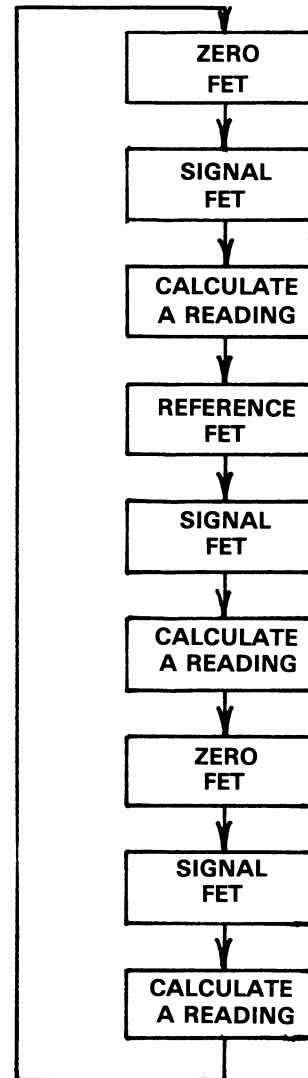 ZERO
FET
SIGNAL
FET
CALCULATE
A READING
REFERENCE
FET
SIGNAL
FET
CALCULATE
A READING
ZERO
FET
SIGNAL
FET
CALCULATE
A READING